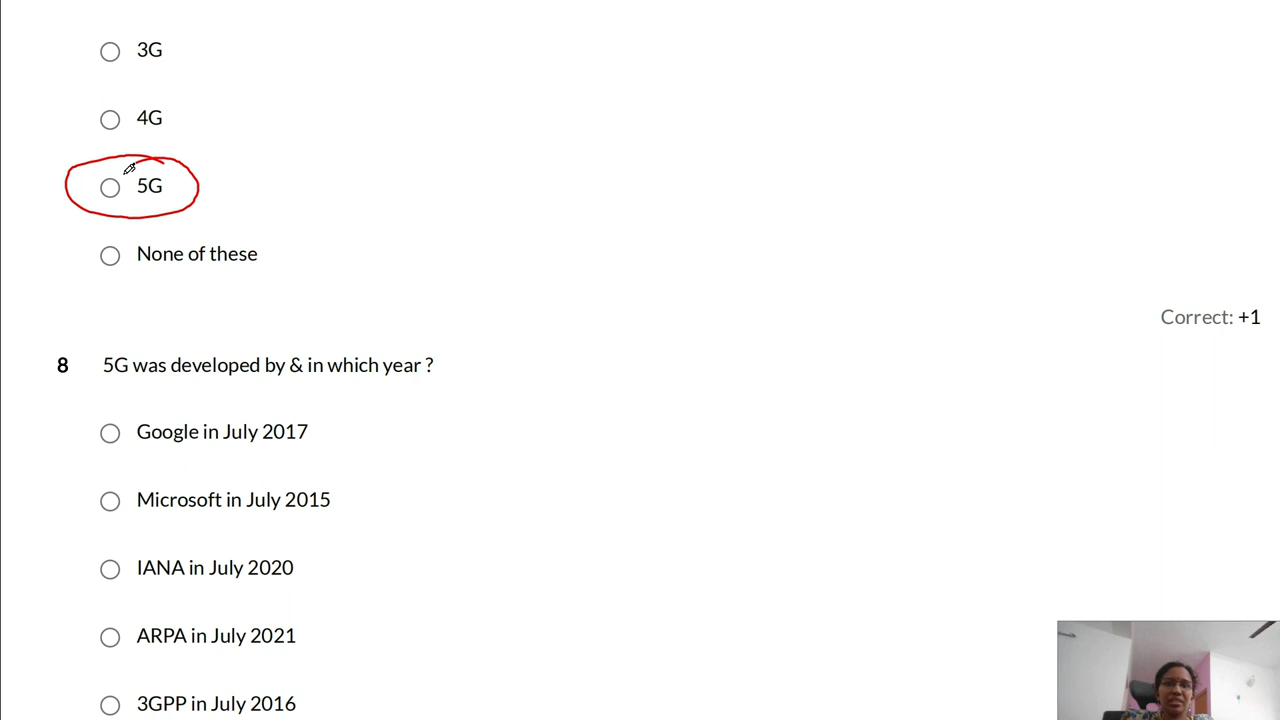 3G
4G
5G
None of these
Correct: +1
8 5G was developed by & in which year ?
Google in July 2017
Microsoft in July 2015
IANA in July 2020
ARPA in July 2021
3GPP in July 2016